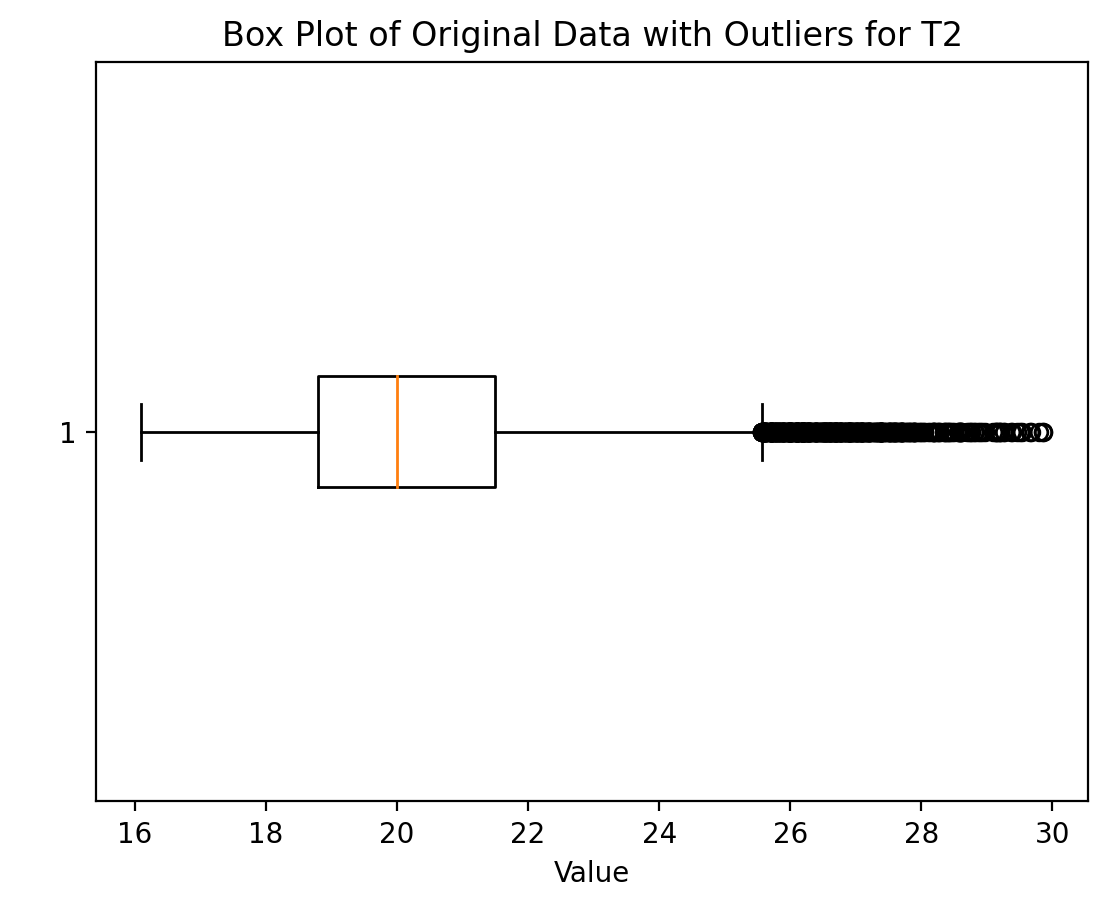 Box Plot of Original Data with Outliers for T2
1
16 18 20 22 24 26 28 30
Value